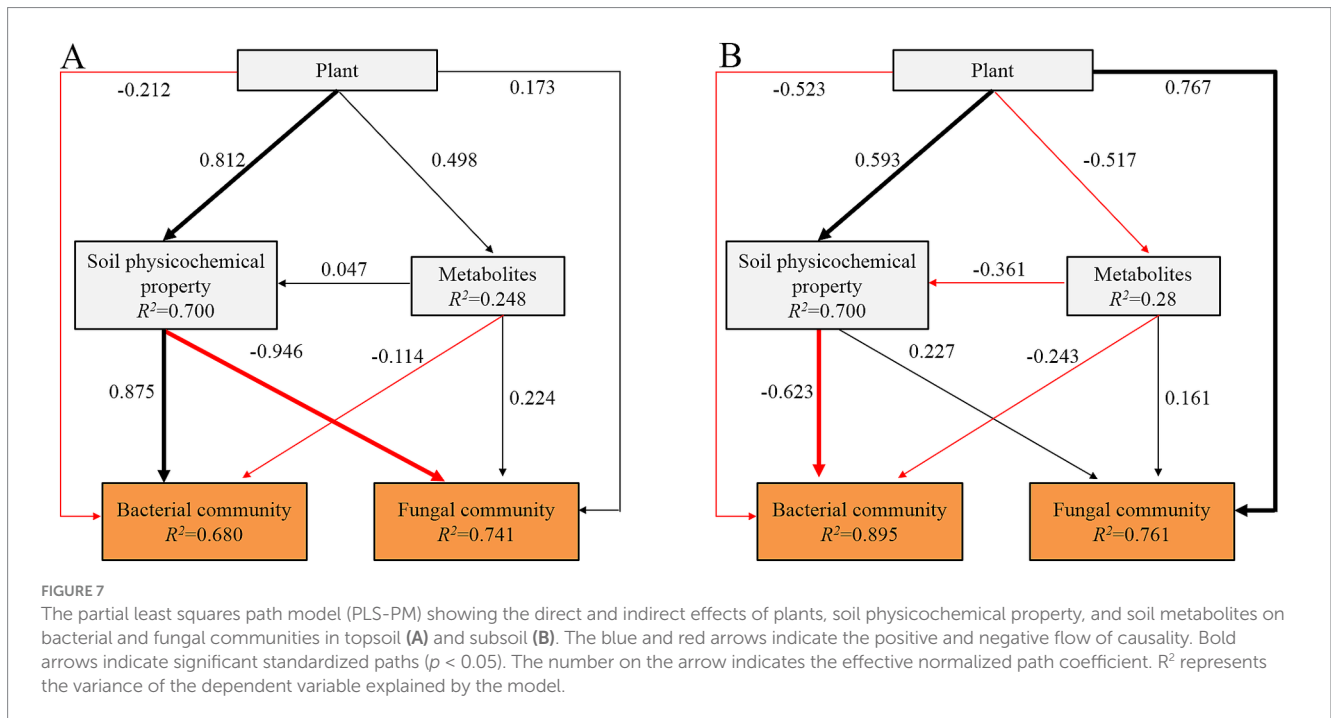 A
Plant
-0.212
0.173
0.812
0.498
Soil physicochemical
property
R²=0.700
0.047
Metabolites
R²=0.248
-0.946
-0.114
0.875
0.224
Bacterial community
R²=0.680
Fungal community
R²=0.741
B
Plant
-0.523
0.767
0.593
-0.517
Soil physicochemical
property
R²=0.700
-0.361
Metabolites
R²=0.28
0.227
-0.243
-0.623
0.161
Bacterial community
R²=0.895
Fungal community
R²=0.761
FIGURE 7
The partial least squares path model (PLS-PM) showing the direct and indirect effects of plants, soil physicochemical property, and soil metabolites on
bacterial and fungal communities in topsoil (A) and subsoil (B). The blue and red arrows indicate the positive and negative flow of causality. Bold
arrows indicate significant standardized paths (p < 0.05). The number on the arrow indicates the effective normalized path coefficient. R² represents
the variance of the dependent variable explained by the model.